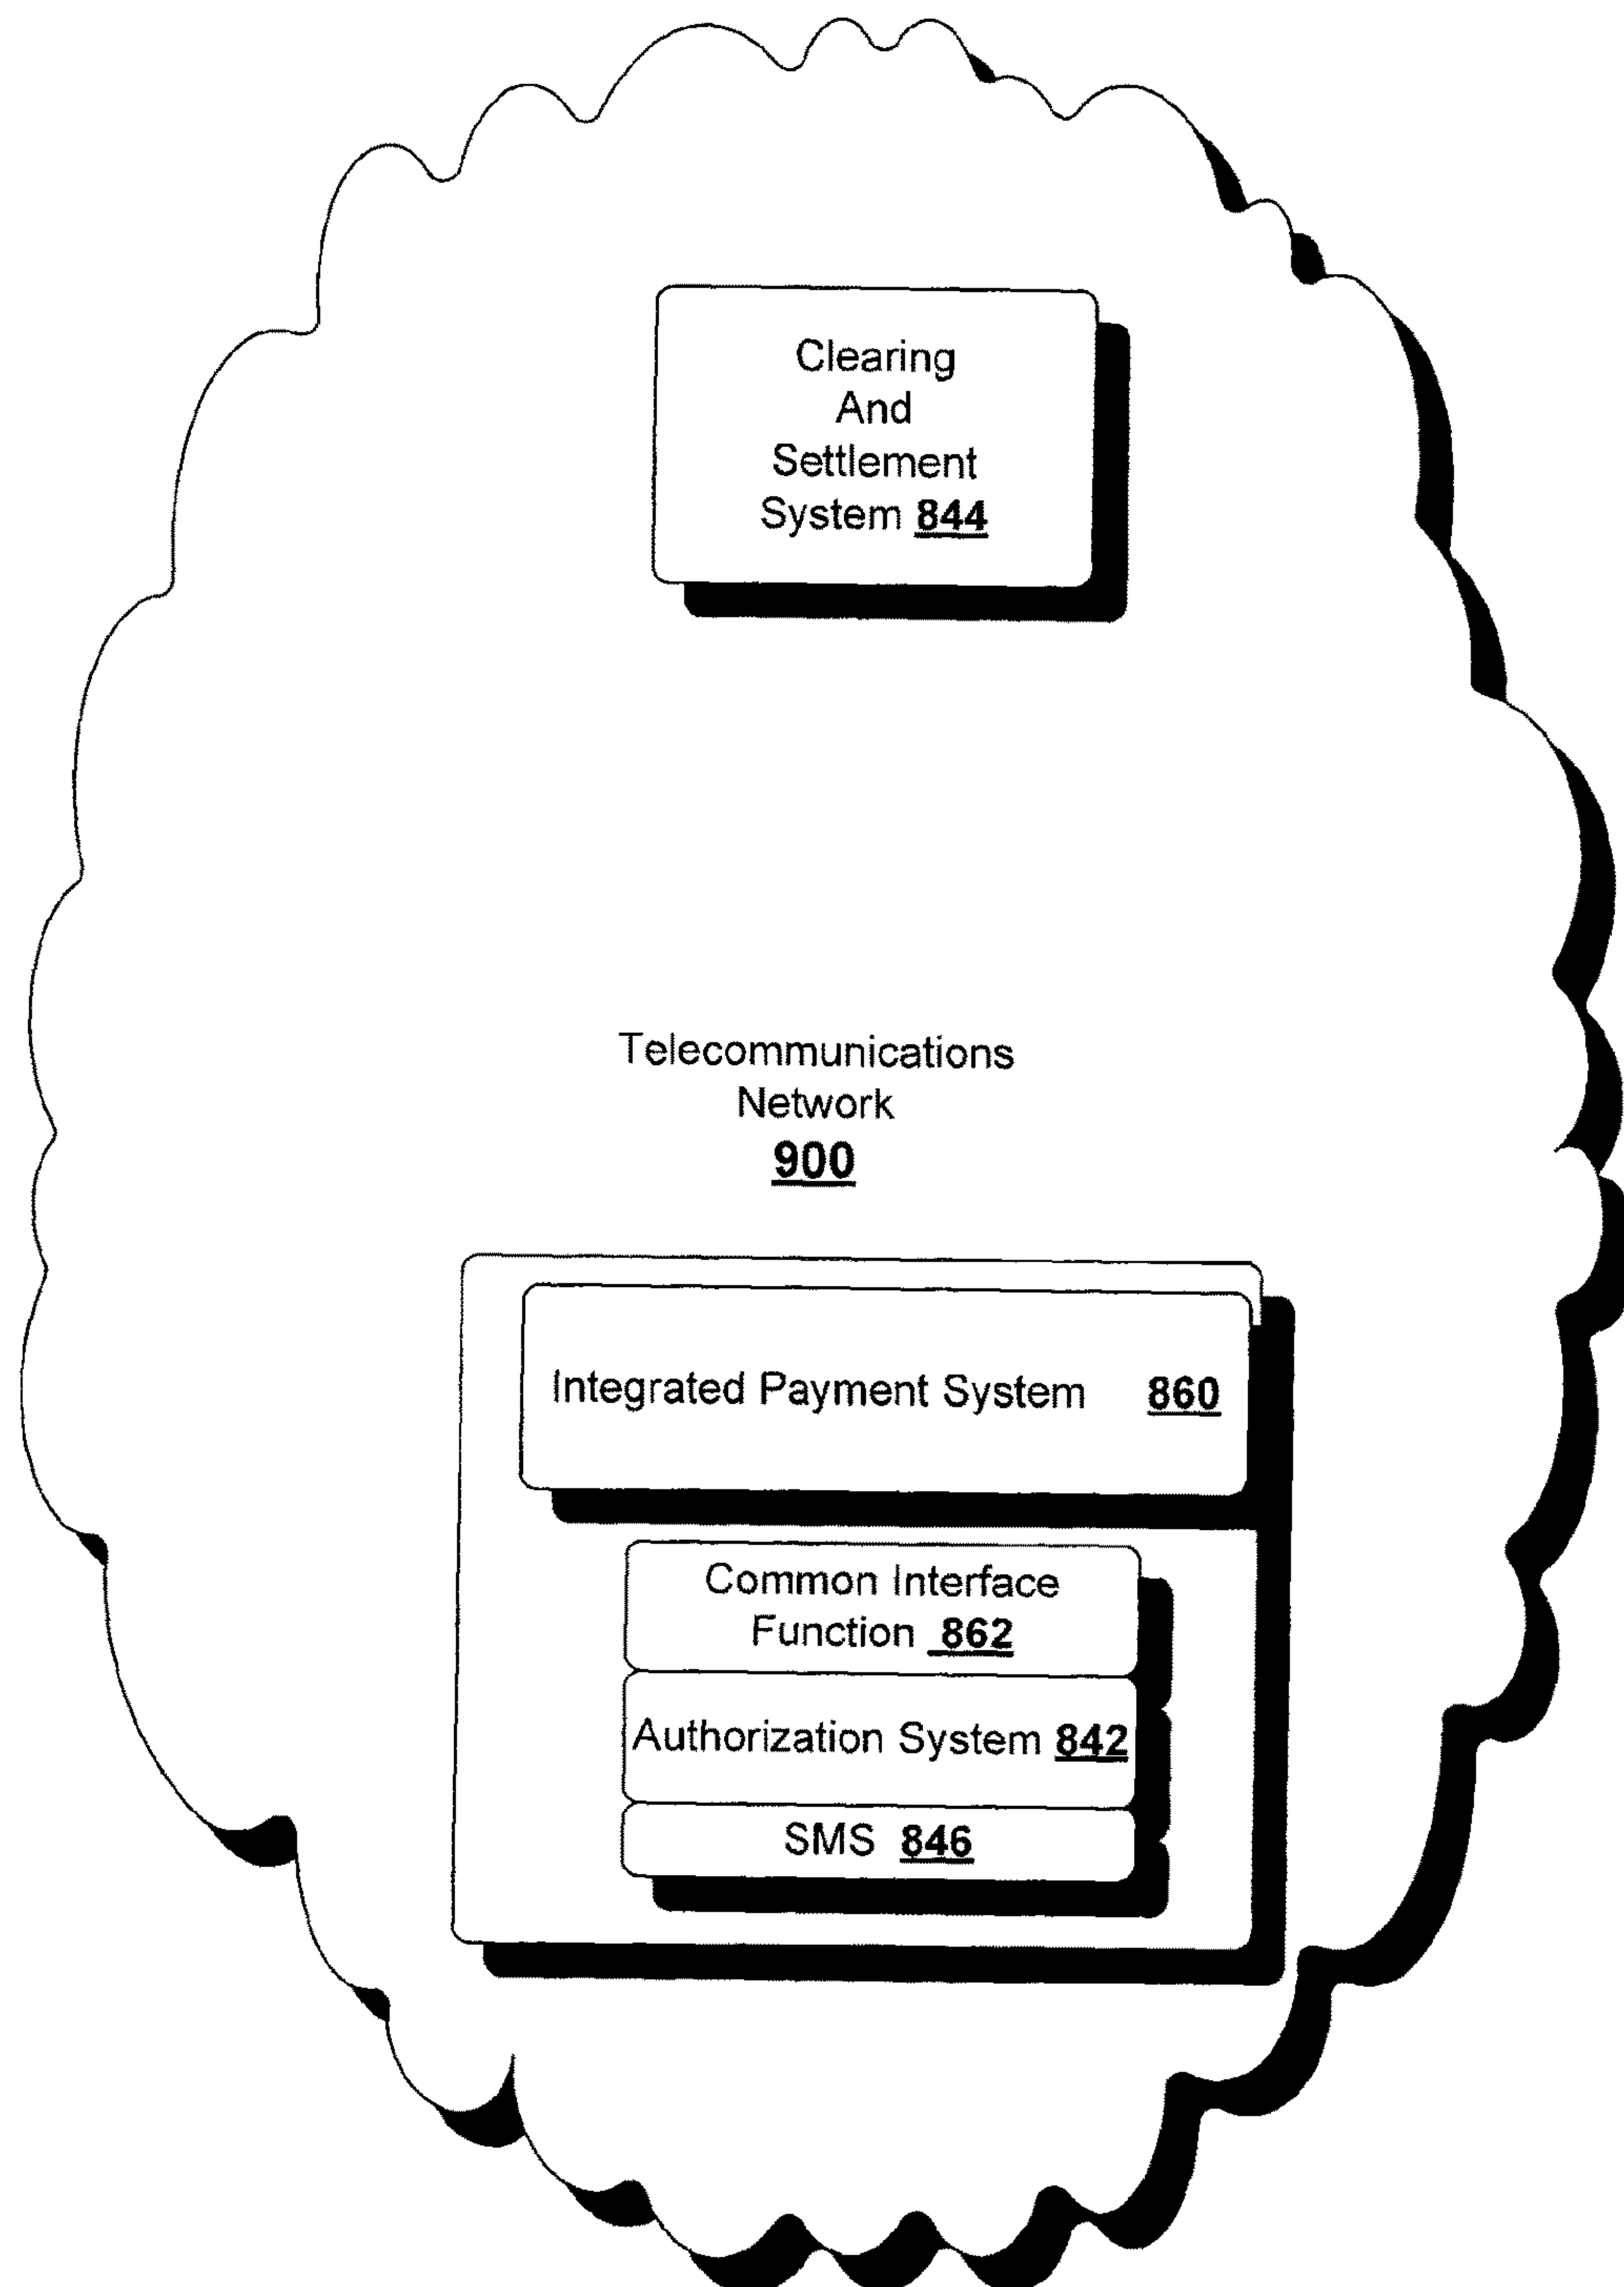 Clearing
And
Settlement
System 844
Telecommunications
Network
900
Integrated Payment System 860
Common Interface
Function 862
Authorization System 842
SMS 846